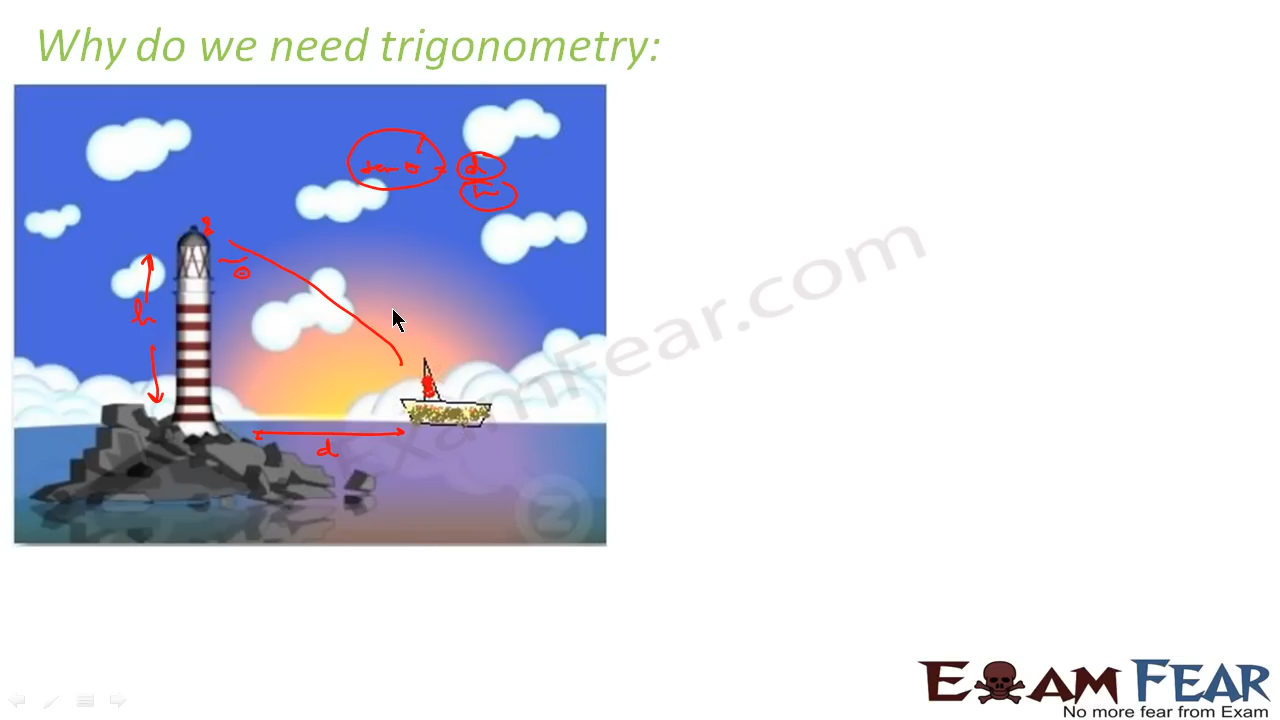 Why do we need trigonometry:
tan θ = d
h
θ
h
d
ExamFear.com
EXAM FEAR
No more fear from Exam